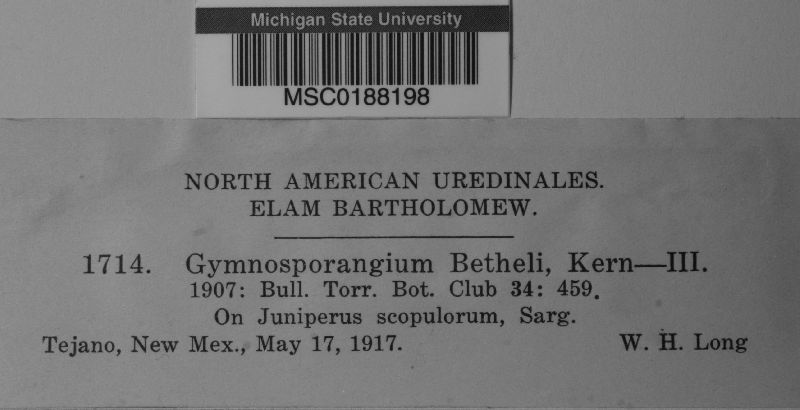 Michigan State University
MSC0188198
NORTH AMERICAN UREDINALES.
ELAM BARTHOLOMEW.
1714. Gymnosporangium Betheli, Kern—III.
1907: Bull. Torr. Bot. Club 34: 459.
On Juniperus scopulorum, Sarg.
Tejano, New Mex., May 17, 1917. W. H. Long